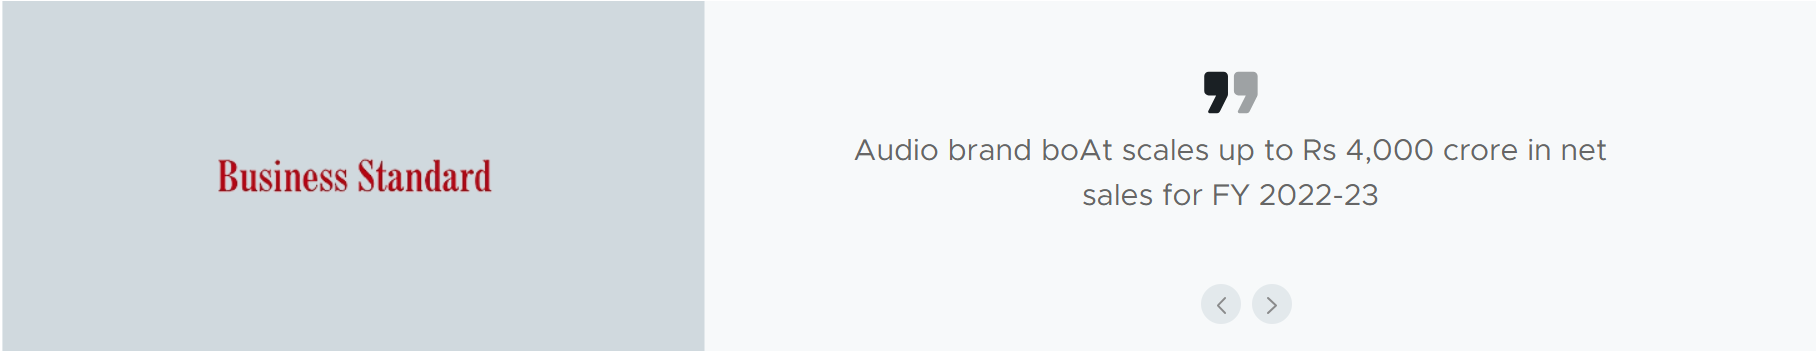 Business Standard
Audio brand boAt scales up to Rs 4,000 crore in net
sales for FY 2022-23